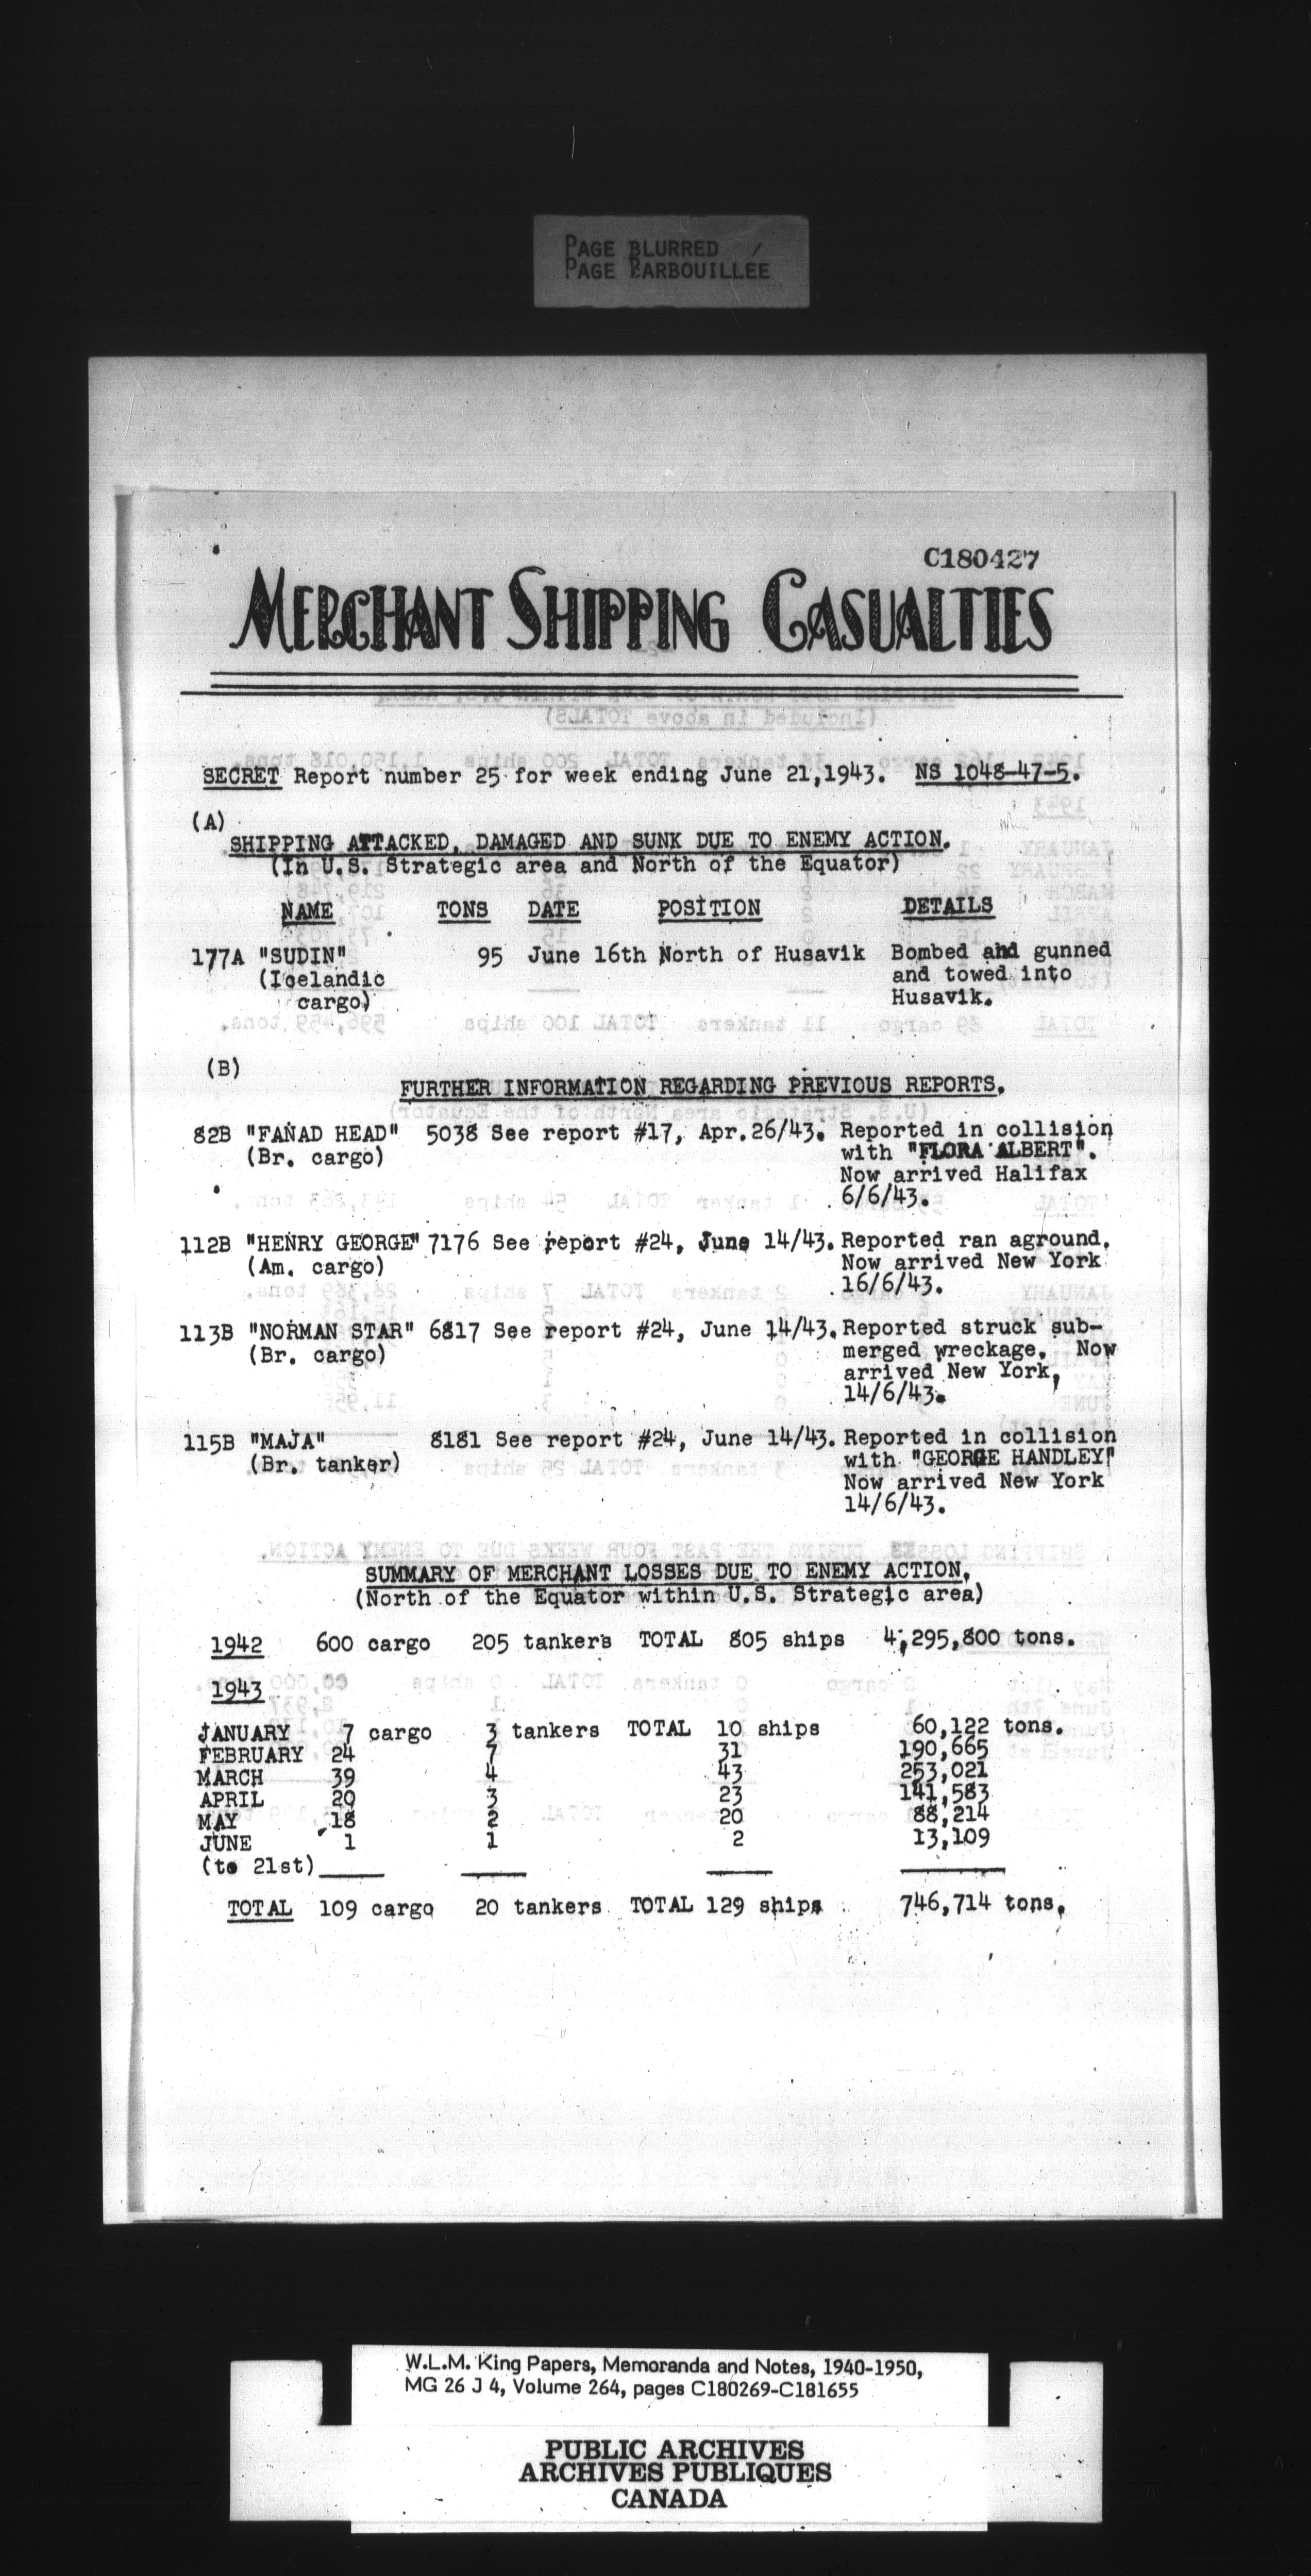 PAGE BLURRED
PAGE BARBOUILLÉE
C180427
MERCHANT SHIPPING CASUALTIES
SECRET Report number 25 for week ending June 21,1943. NS 1048-47-5.
(A)
SHIPPING ATTACKED, DAMAGED AND SUNK DUE TO ENEMY ACTION.
(In U.S. Strategic area and North of the Equator)
NAME TONS DATE POSITION DETAILS
177A "SUDIN" 95 June 16th North of Husavik Bombed and gunned
(Icelandic and towed into
cargo) Husavik.
(B)
FURTHER INFORMATION REGARDING PREVIOUS REPORTS.
82B "FANAD HEAD" 5038 See report #17, Apr.26/43. Reported in collision
(Br. cargo) with "FLORA ALBERT".
Now arrived Halifax
6/6/43.
112B "HENRY GEORGE" 7176 See report #24, June 14/43. Reported ran aground.
(Am. cargo) Now arrived New York
16/6/43.
113B "NORMAN STAR" 6817 See report #24, June 14/43. Reported struck sub-
(Br. cargo) merged wreckage. Now
arrived New York,
14/6/43.
115B "MAJA" 8181 See report #24, June 14/43. Reported in collision
(Br. tanker) with "GEORGE HANDLEY"
Now arrived New York
14/6/43.
SUMMARY OF MERCHANT LOSSES DUE TO ENEMY ACTION.
(North of the Equator within U.S. Strategic area)
1942 600 cargo 205 tankers TOTAL 805 ships 4,295,800 tons.
1943
JANUARY 7 cargo 3 tankers TOTAL 10 ships 60,122 tons.
FEBRUARY 24 7 31 190,665
MARCH 39 4 43 253,021
APRIL 20 3 23 141,583
MAY 18 2 20 88,214
JUNE 1 1 2 13,109
(to 21st)
TOTAL 109 cargo 20 tankers TOTAL 129 ships 746,714 tons.
W.L.M. King Papers, Memoranda and Notes, 1940-1950,
MG 26 J 4, Volume 264, pages C180269-C181655
PUBLIC ARCHIVES
ARCHIVES PUBLIQUES
CANADA